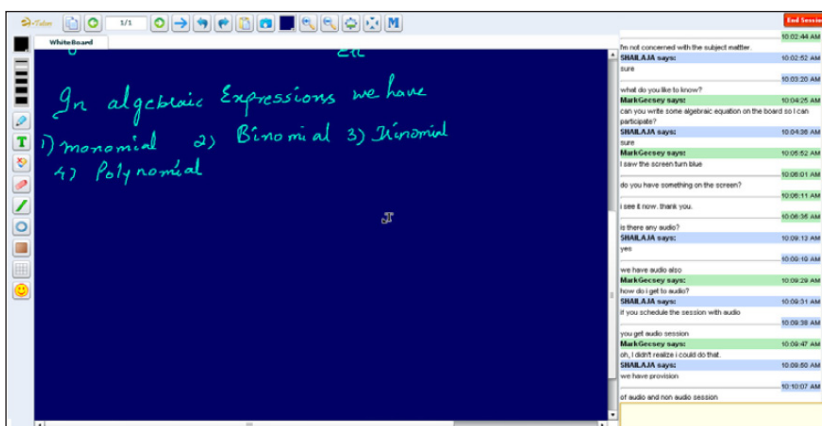 e-Tutor
1/1
End Session
WhiteBoard
In algebraic Expressions we have
1) monomial 2) Binomial 3) Trinomial
4) Polynomial
10:02:44 AM
I'm not concerned with the subject mattter.
SHAILAJA says: 10:02:52 AM
sure
10:03:20 AM
what do you like to know?
MarkGecsey says: 10:04:25 AM
can you write some algebraic equation on the board so I can
participate?
SHAILAJA says: 10:04:36 AM
sure
MarkGecsey says: 10:05:52 AM
I saw the screen turn blue
10:06:01 AM
do you have something on the screen?
10:06:11 AM
i see it now. thank you.
10:06:35 AM
is there any audio?
SHAILAJA says: 10:09:13 AM
yes
10:09:19 AM
we have audio also
MarkGecsey says: 10:09:29 AM
how do i get to audio?
SHAILAJA says: 10:09:31 AM
if you schedule the session with audio
10:09:38 AM
you get audio session
MarkGecsey says: 10:09:47 AM
oh, I didn't realize i could do that.
SHAILAJA says: 10:09:50 AM
we have provision
10:10:07 AM
of audio and non audio session